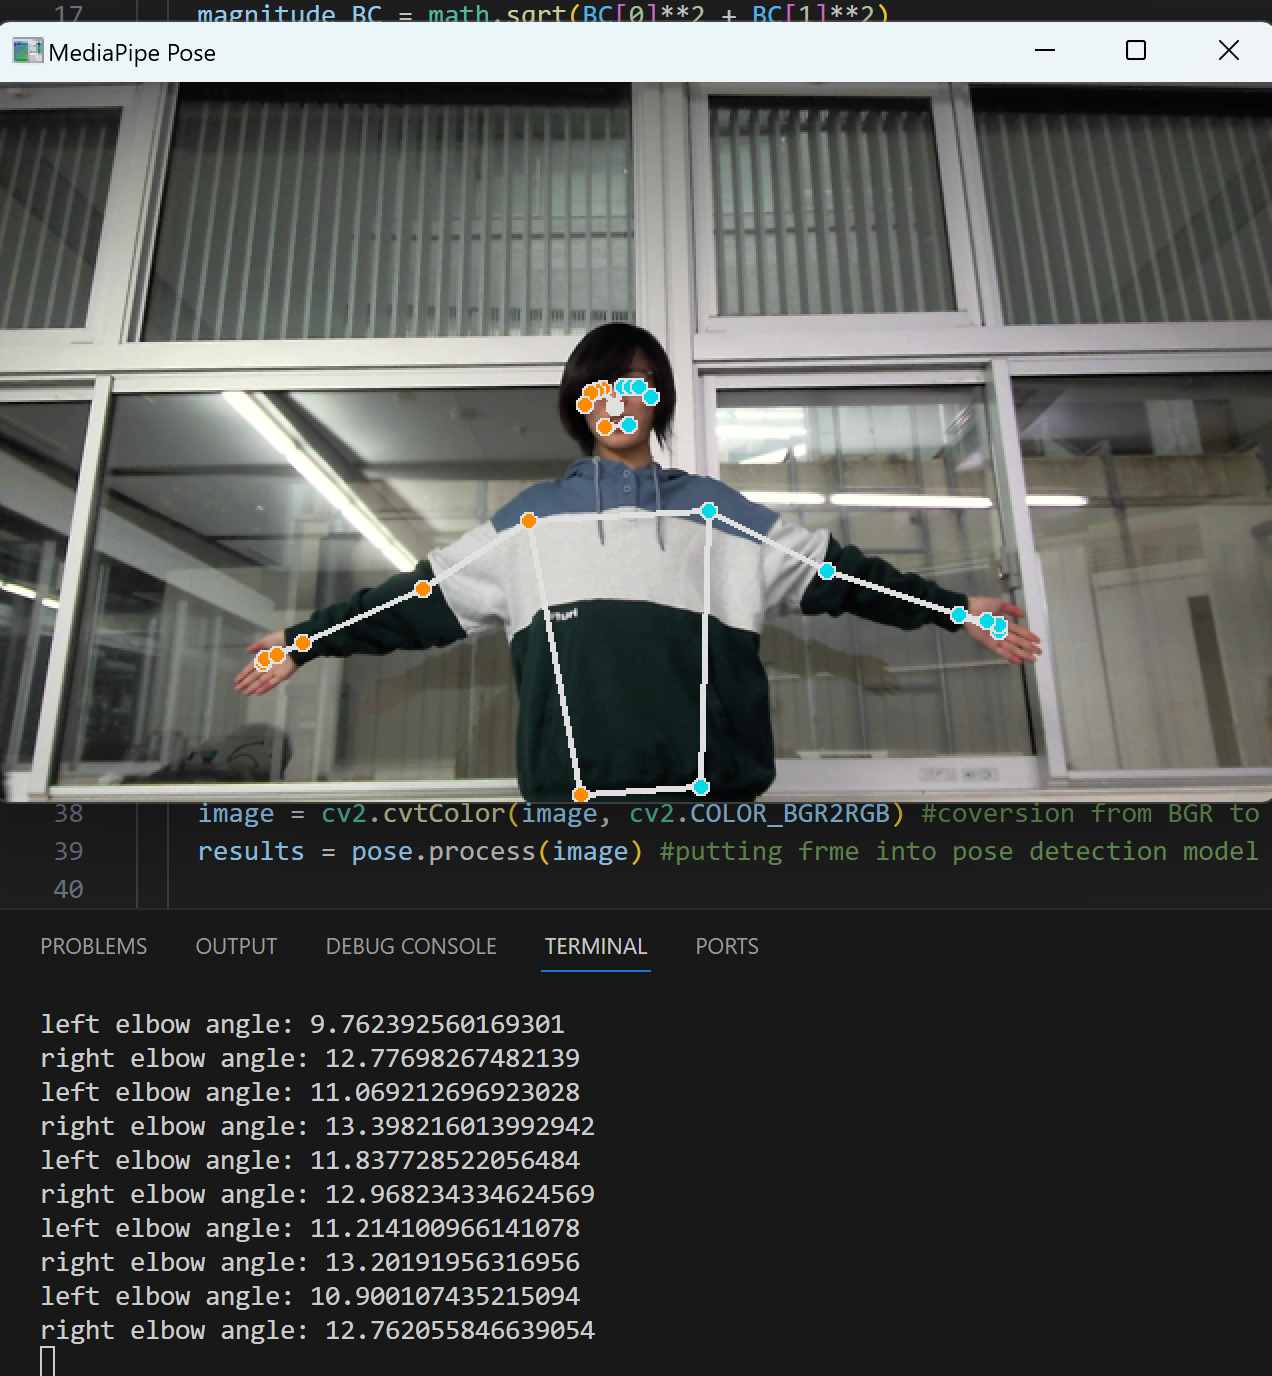 17 magnitude_BC = math.sqrt(BC[0]**2 + BC[1]**2)
MediaPipe Pose
38 image = cv2.cvtColor(image, cv2.COLOR_BGR2RGB) #coversion from BGR to
39 results = pose.process(image) #putting frme into pose detection model
40
PROBLEMS OUTPUT DEBUG CONSOLE TERMINAL PORTS
left elbow angle: 9.762392560169301
right elbow angle: 12.77698267482139
left elbow angle: 11.069212696923028
right elbow angle: 13.398216013992942
left elbow angle: 11.837728522056484
right elbow angle: 12.968234334624569
left elbow angle: 11.214100966141078
right elbow angle: 13.20191956316956
left elbow angle: 10.900107435215094
right elbow angle: 12.762055846639054